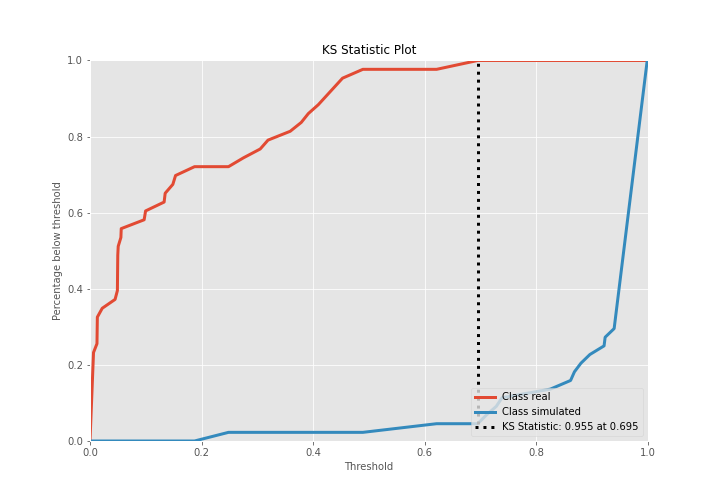 KS Statistic Plot
Percentage below threshold
1.0
0.8
0.6
0.4
0.2
0.0
Class real
Class simulated
KS Statistic: 0.955 at 0.695
0.0 0.2 0.4 0.6 0.8 1.0
Threshold